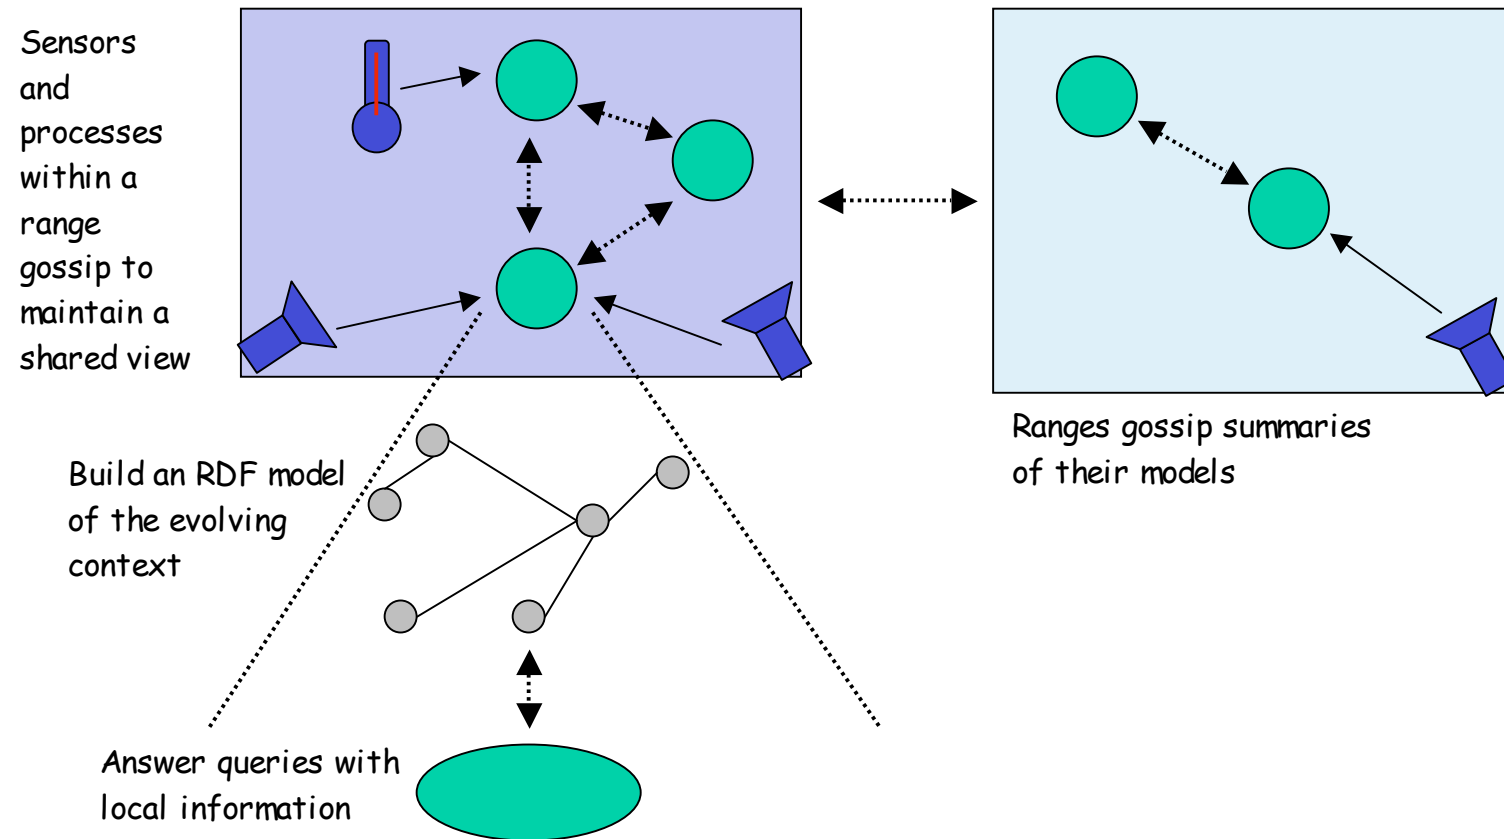 Sensors
and
processes
within a
range
gossip to
maintain a
shared view
Ranges gossip summaries
of their models
Build an RDF model
of the evolving
context
Answer queries with
local information